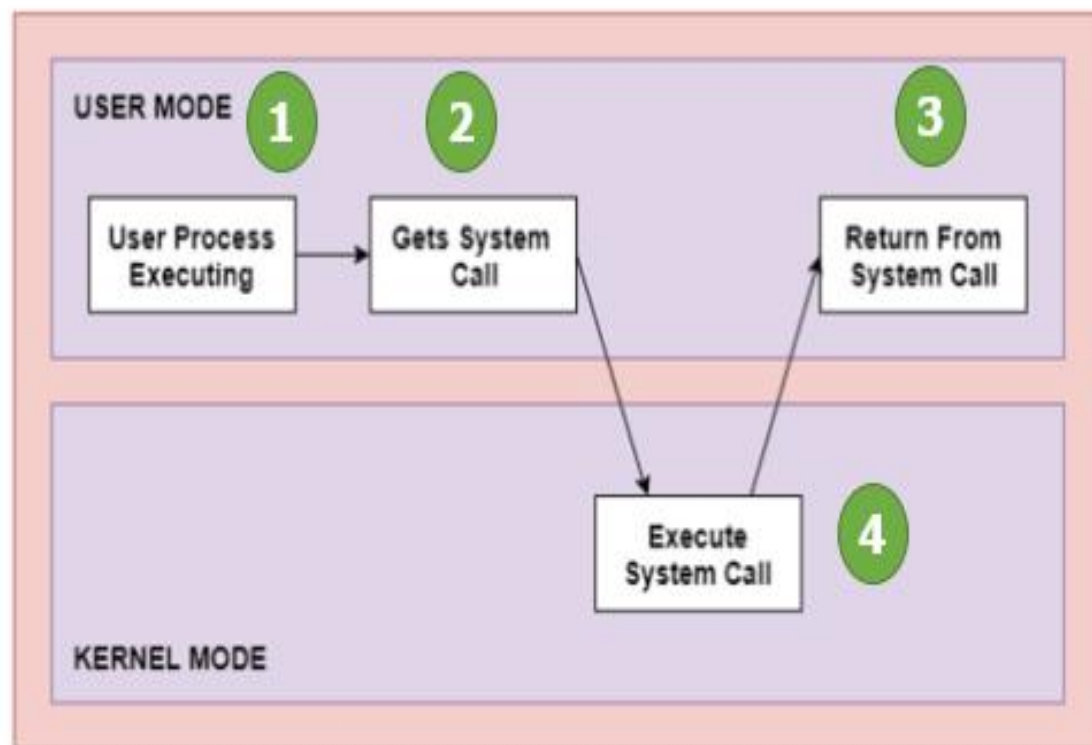 USER MODE
1
2
3
User Process
Executing
Gets System
Call
Return From
System Call
Execute
System Call
4
KERNEL MODE